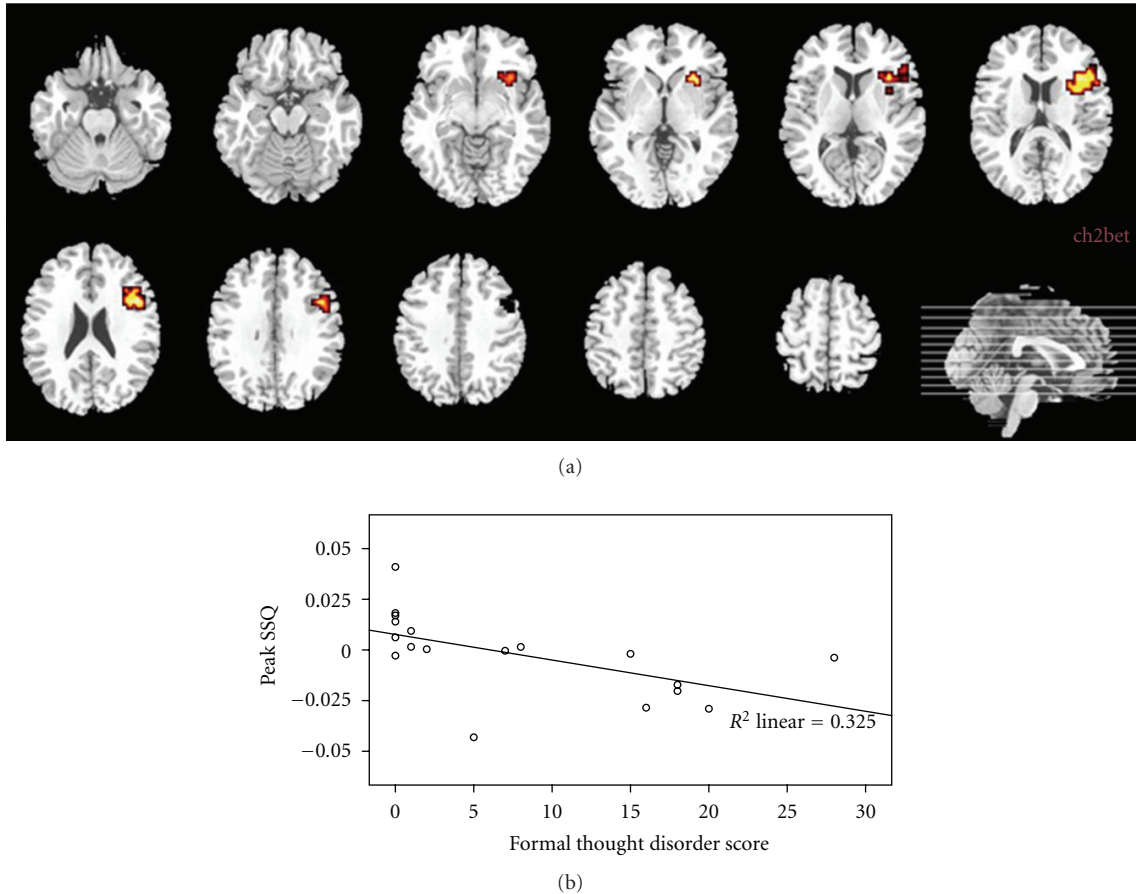 ch2bet
(a)
0.05
0.025
0
−0.025
−0.05
Peak SSQ
R² linear = 0.325
0 5 10 15 20 25 30
Formal thought disorder score
(b)